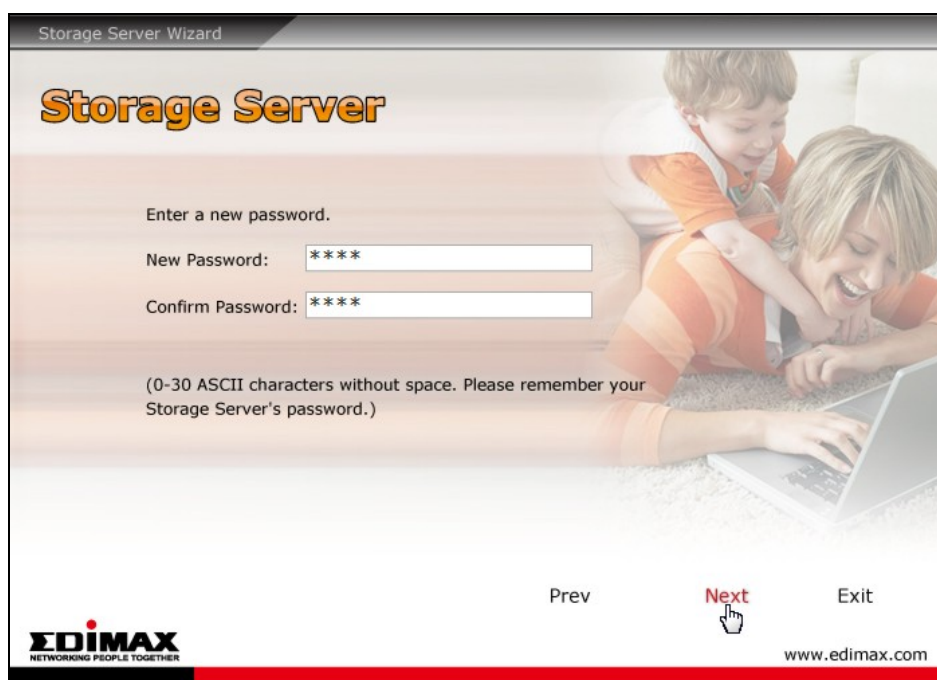 Storage Server Wizard
Storage Server
Enter a new password.
New Password: ****
Confirm Password: ****
(0-30 ASCII characters without space. Please remember your
Storage Server's password.)
Prev Next Exit
EDIMAX
NETWORKING PEOPLE TOGETHER
www.edimax.com